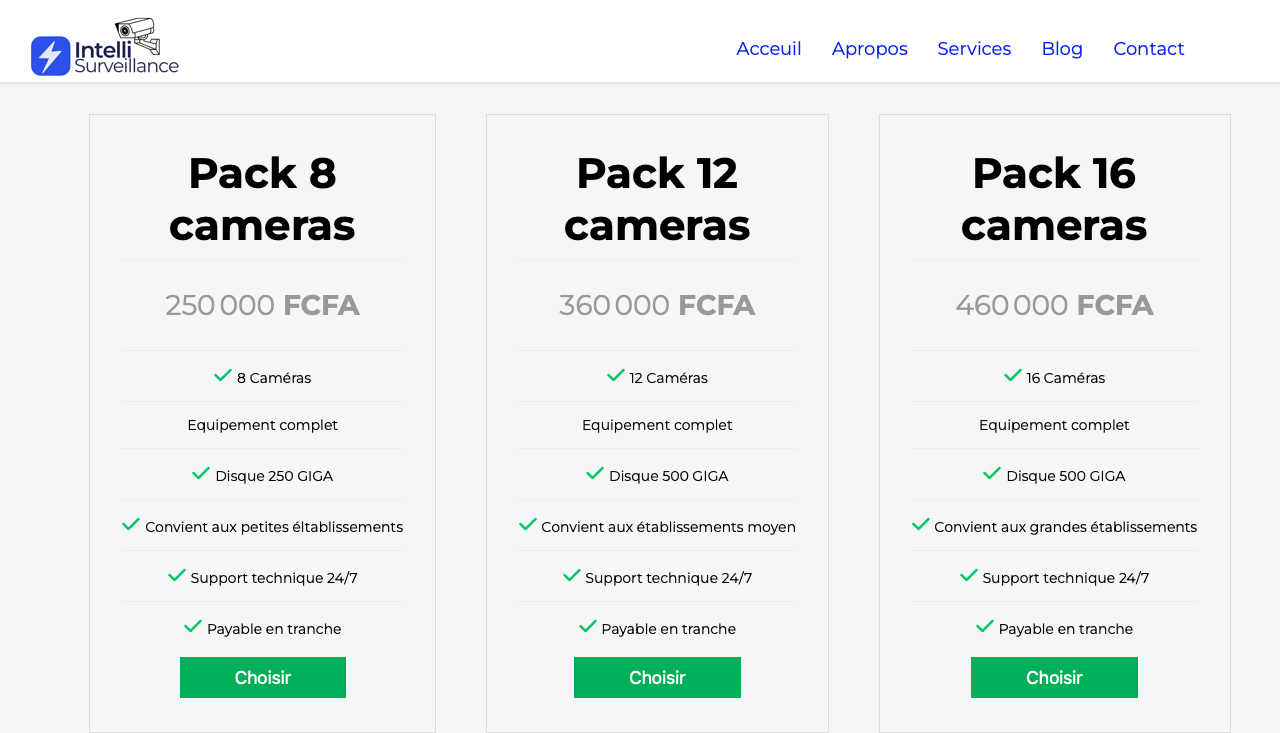 Intelli
Surveillance
Acceuil Apropos Services Blog Contact
Pack 8
cameras
250 000 FCFA
8 Caméras
Equipement complet
Disque 250 GIGA
Convient aux petites éltablissements
Support technique 24/7
Payable en tranche
Choisir
Pack 12
cameras
360 000 FCFA
12 Caméras
Equipement complet
Disque 500 GIGA
Convient aux établissements moyen
Support technique 24/7
Payable en tranche
Choisir
Pack 16
cameras
460 000 FCFA
16 Caméras
Equipement complet
Disque 500 GIGA
Convient aux grandes établissements
Support technique 24/7
Payable en tranche
Choisir